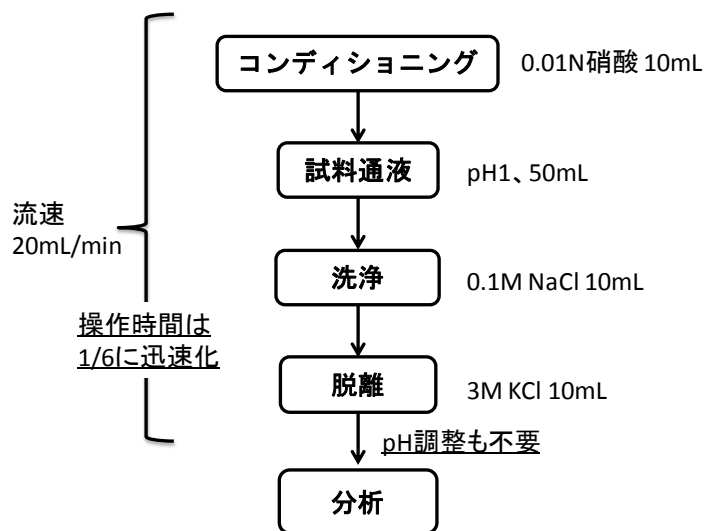 コンディショニング
0.01N硝酸 10mL
試料通液
pH1、50mL
流速
20mL/min
洗浄
0.1M NaCl 10mL
操作時間は
1/6に迅速化
脱離
3M KCl 10mL
pH調整も不要
分析